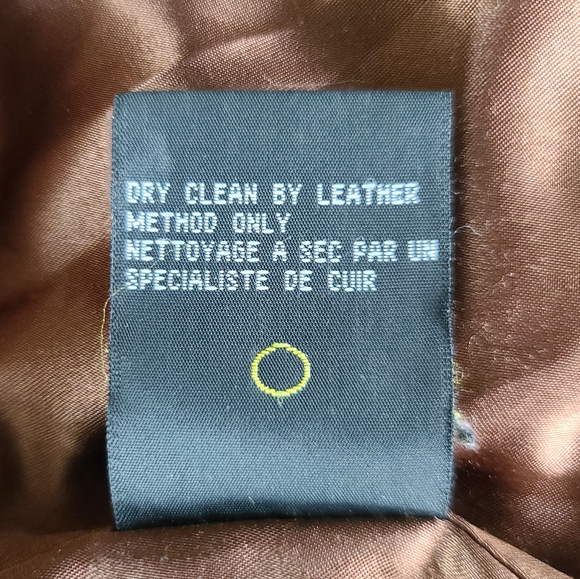 DRY CLEAN BY LEATHER
METHOD ONLY
NETTOYAGE A SEC PAR UN
SPECIALISTE DE CUIR